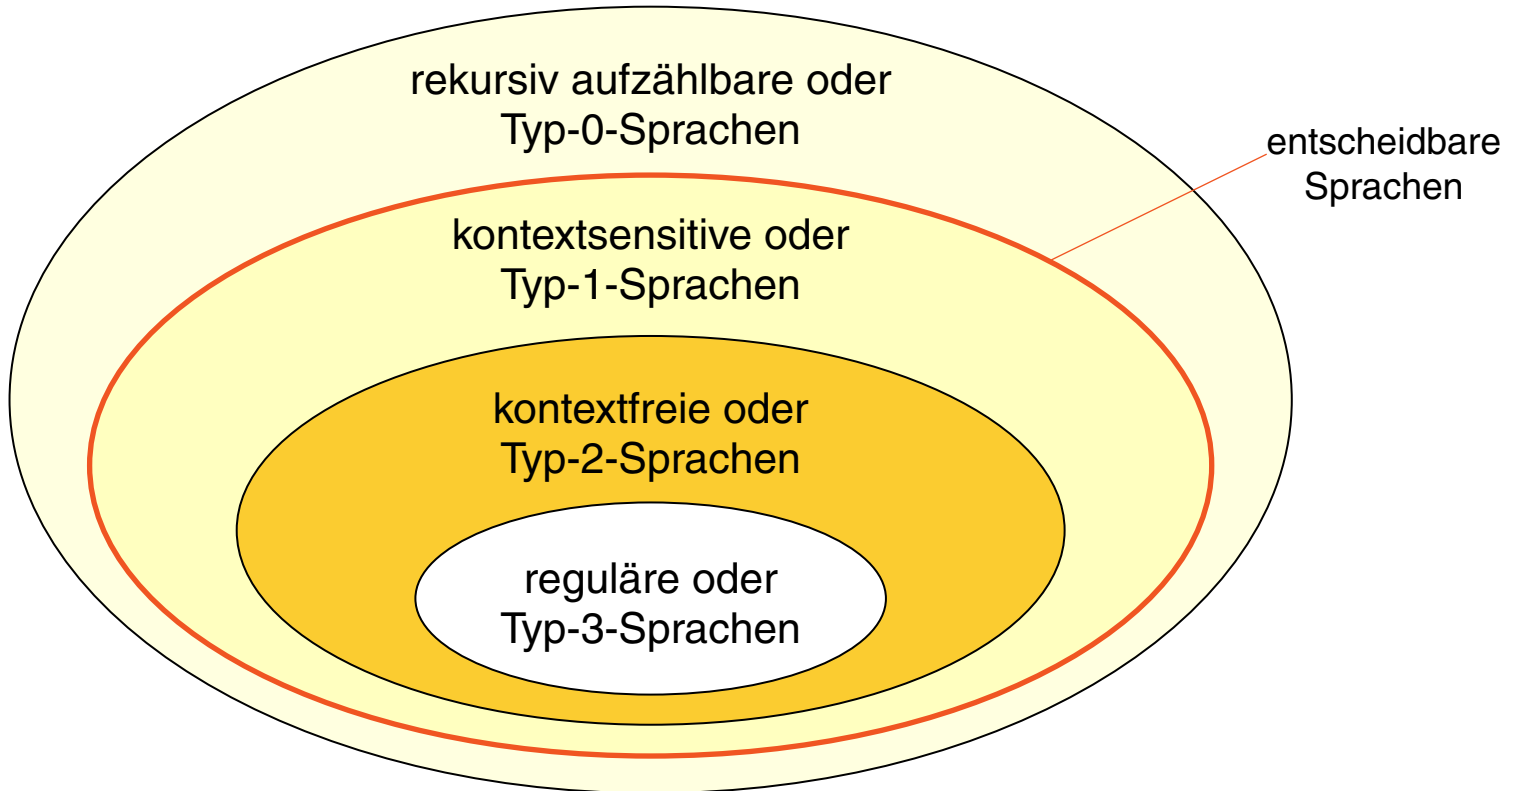 rekursiv aufzählbare oder
Typ-0-Sprachen
entscheidbare
Sprachen
kontextsensitive oder
Typ-1-Sprachen
kontextfreie oder
Typ-2-Sprachen
reguläre oder
Typ-3-Sprachen